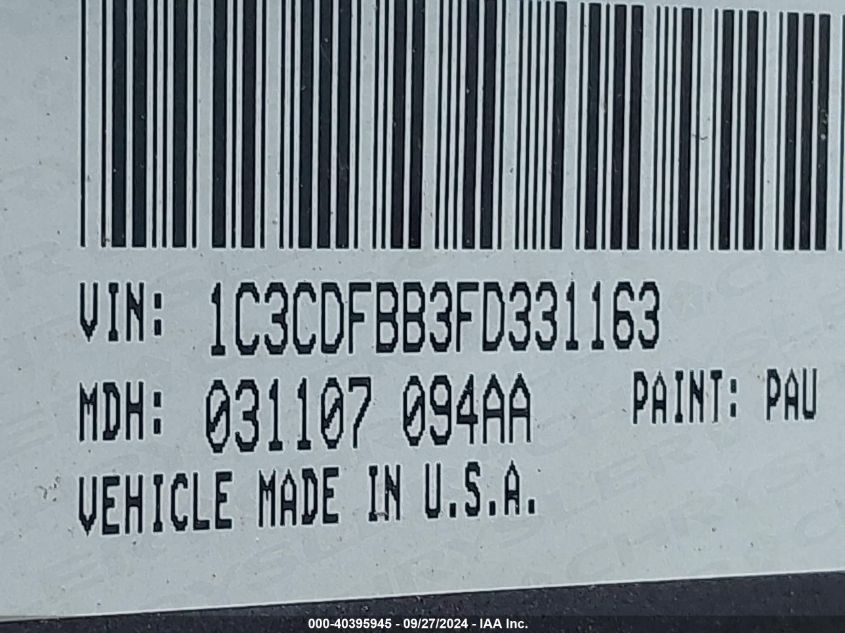 VIN: 1C3CDFBB3FD331163
MDH: 031107 094AA PAINT: PAU
VEHICLE MADE IN U.S.A.
000-40395945 - 09/27/2024 - IAA Inc.